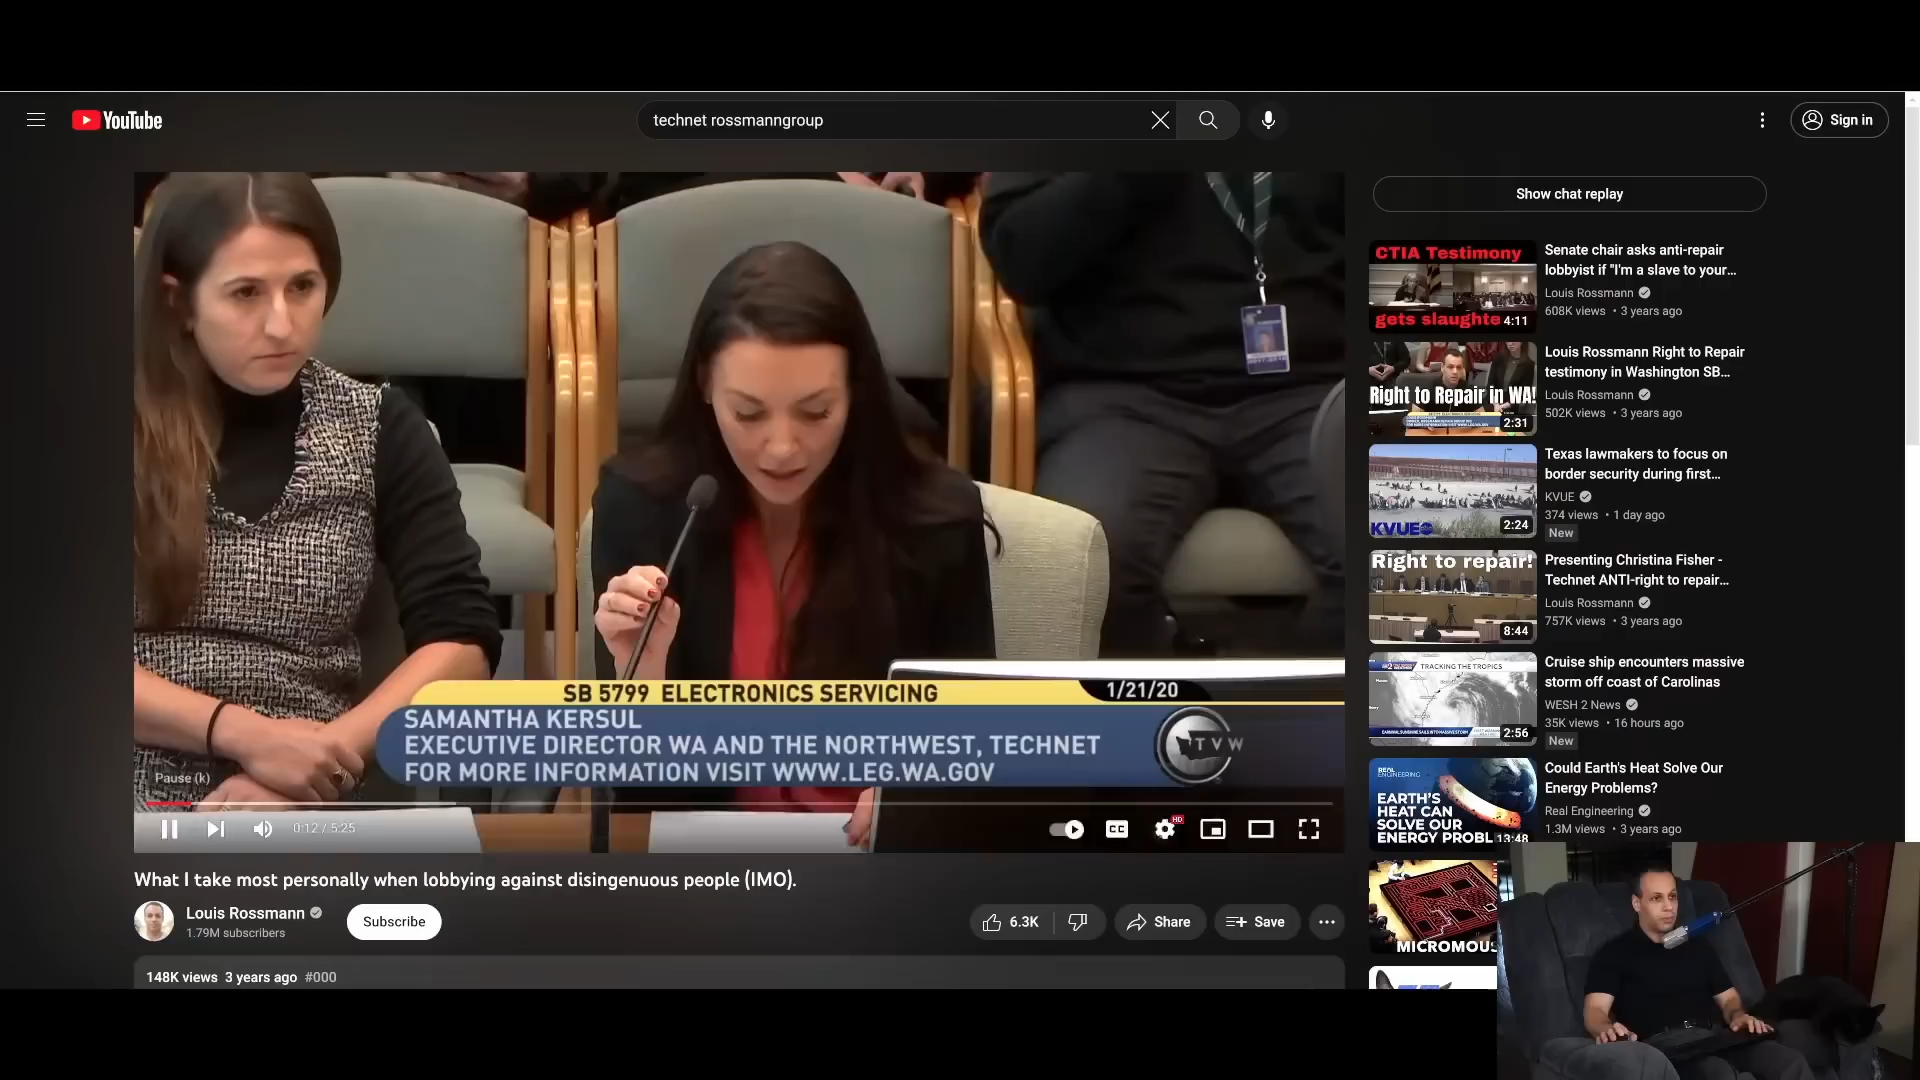 YouTube
technet rossmanngroup
Sign in
SB 5799 ELECTRONICS SERVICING
1/21/20
SAMANTHA KERSUL
EXECUTIVE DIRECTOR WA AND THE NORTHWEST, TECHNET
FOR MORE INFORMATION VISIT WWW.LEG.WA.GOV
TVW
Pause (k)
0:12 / 5:25
CC
HD
What I take most personally when lobbying against disingenuous people (IMO).
Louis Rossmann
1.79M subscribers
Subscribe
6.3K
Share
Save
148K views 3 years ago #000
Show chat replay
CTIA Testimony
gets slaughte
4:11
Senate chair asks anti-repair
lobbyist if "I'm a slave to your...
Louis Rossmann
608K views • 3 years ago
Right to Repair in WA!
2:31
Louis Rossmann Right to Repair
testimony in Washington SB...
Louis Rossmann
502K views • 3 years ago
KVUE
2:24
Texas lawmakers to focus on
border security during first...
KVUE
374 views • 1 day ago
New
Right to repair!
8:44
Presenting Christina Fisher -
Technet ANTI-right to repair...
Louis Rossmann
757K views • 3 years ago
TRACKING THE TROPICS
2:56
Cruise ship encounters massive
storm off coast of Carolinas
WESH 2 News
35K views • 16 hours ago
New
REAL
ENGINEERING
EARTH'S
HEAT CAN
SOLVE OUR
ENERGY PROBL
13:48
Could Earth's Heat Solve Our
Energy Problems?
Real Engineering
1.3M views • 3 years ago
MICROMOUS